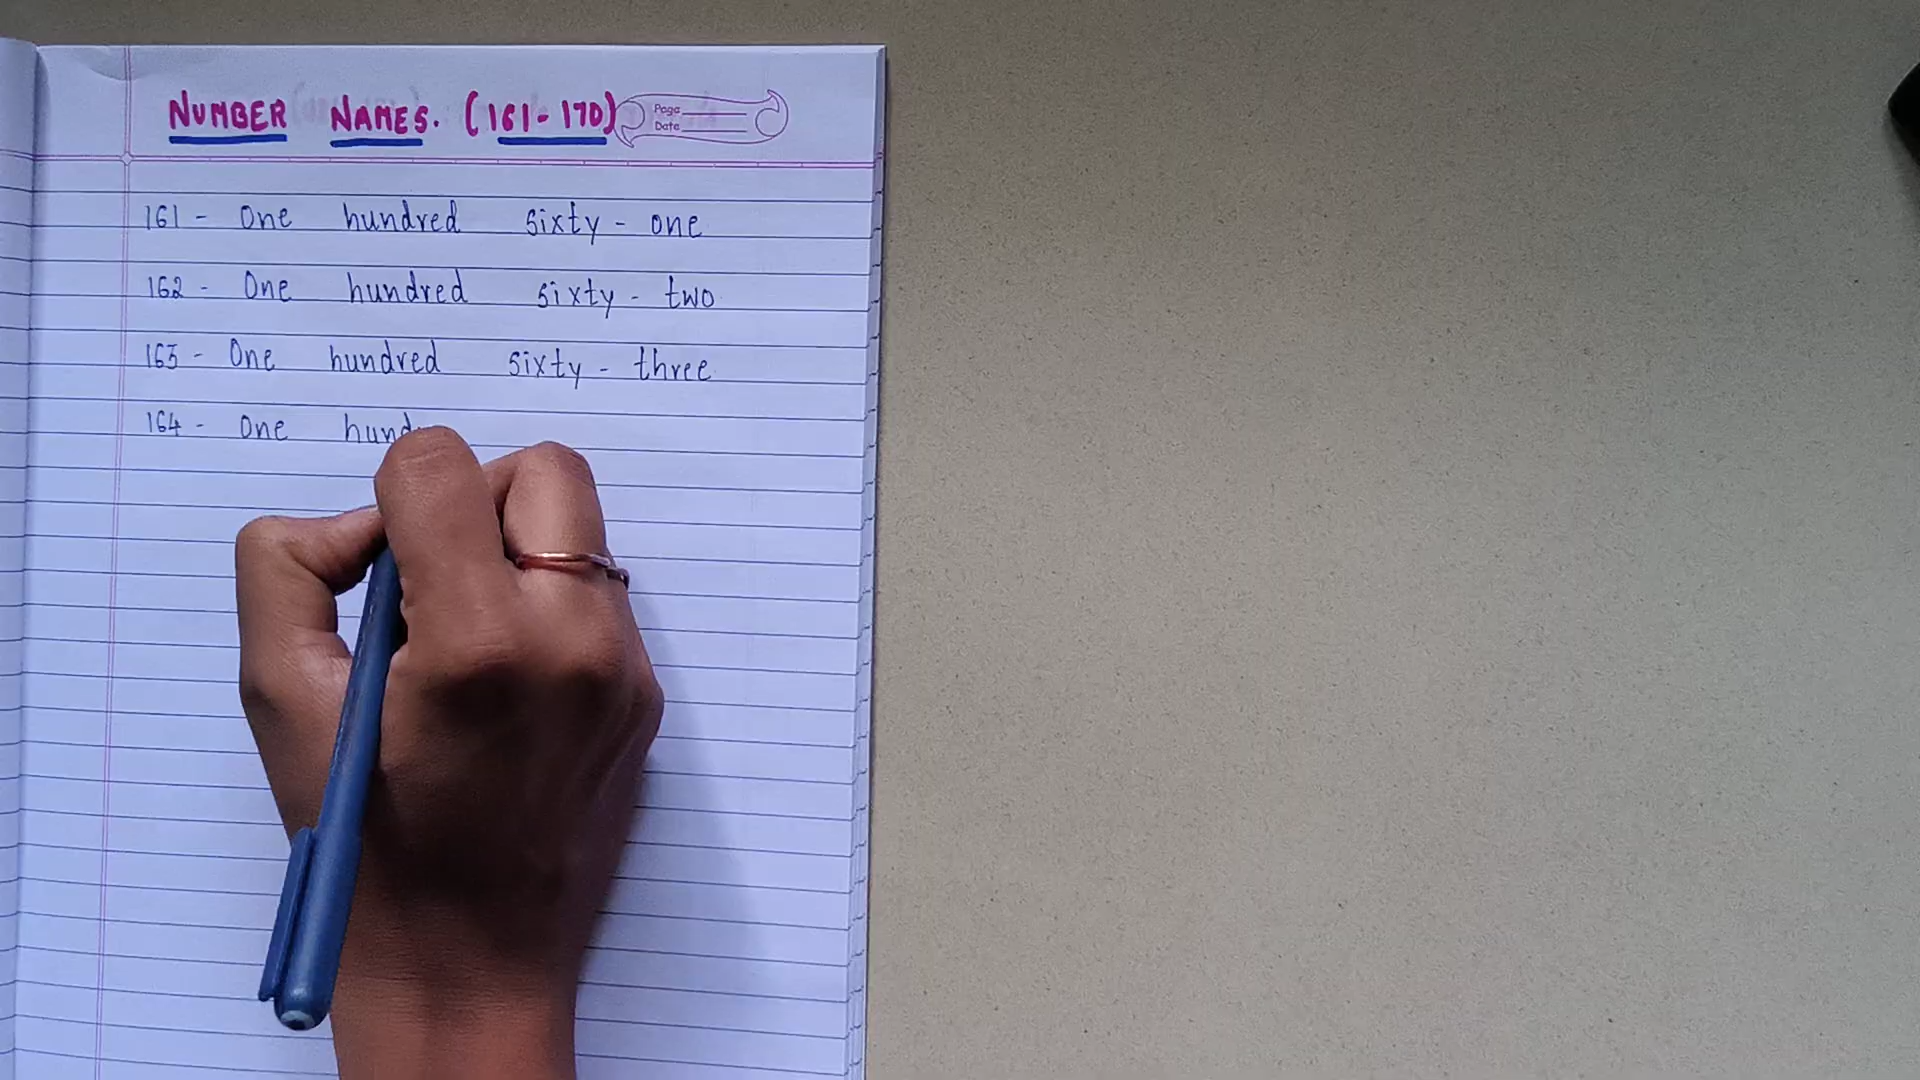 NUMBER NAMES. (161-170)
Page
Date
161 - One hundred sixty - one
162 - One hundred sixty - two
163 - One hundred sixty - three
164 - One